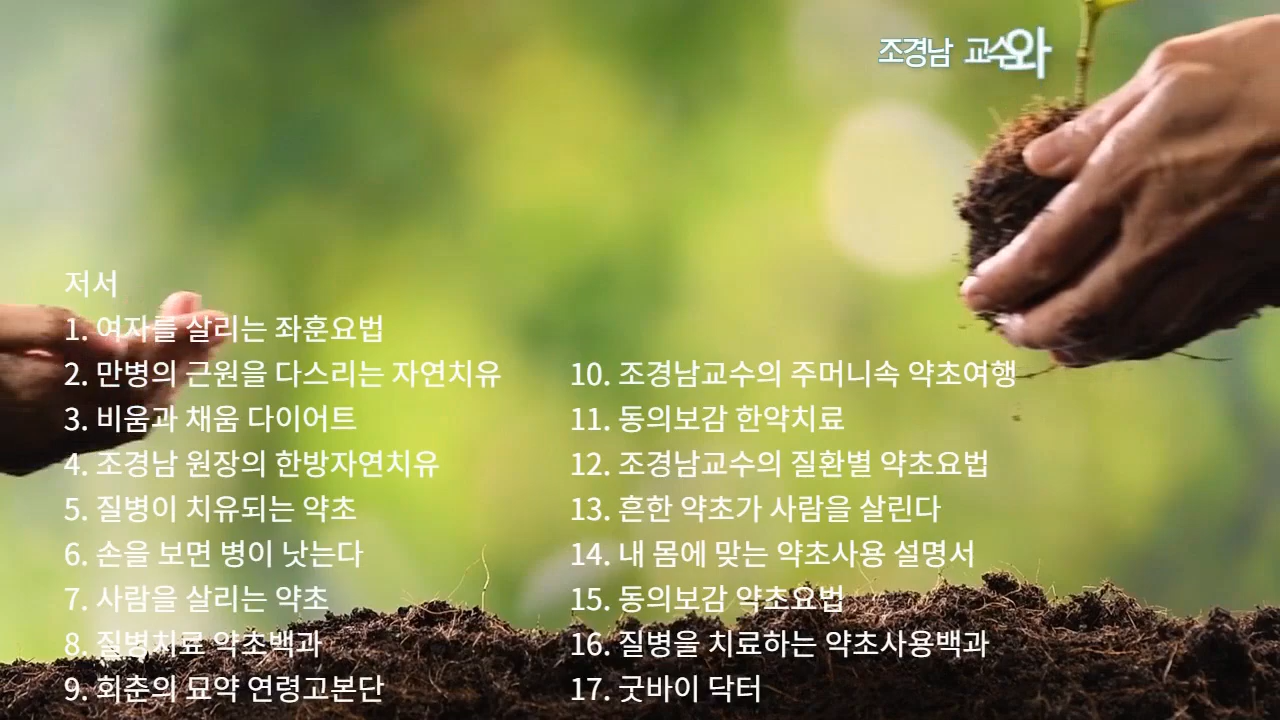 조경남 교수와
저서
1. 여자를 살리는 좌훈요법
2. 만병의 근원을 다스리는 자연치유
3. 비움과 채움 다이어트
4. 조경남 원장의 한방자연치유
5. 질병이 치유되는 약초
6. 손을 보면 병이 낫는다
7. 사람을 살리는 약초
8. 질병치료 약초백과
9. 회춘의 묘약 연령고본단
10. 조경남교수의 주머니속 약초여행
11. 동의보감 한약치료
12. 조경남교수의 질환별 약초요법
13. 흔한 약초가 사람을 살린다
14. 내 몸에 맞는 약초사용 설명서
15. 동의보감 약초요법
16. 질병을 치료하는 약초사용백과
17. 굿바이 닥터